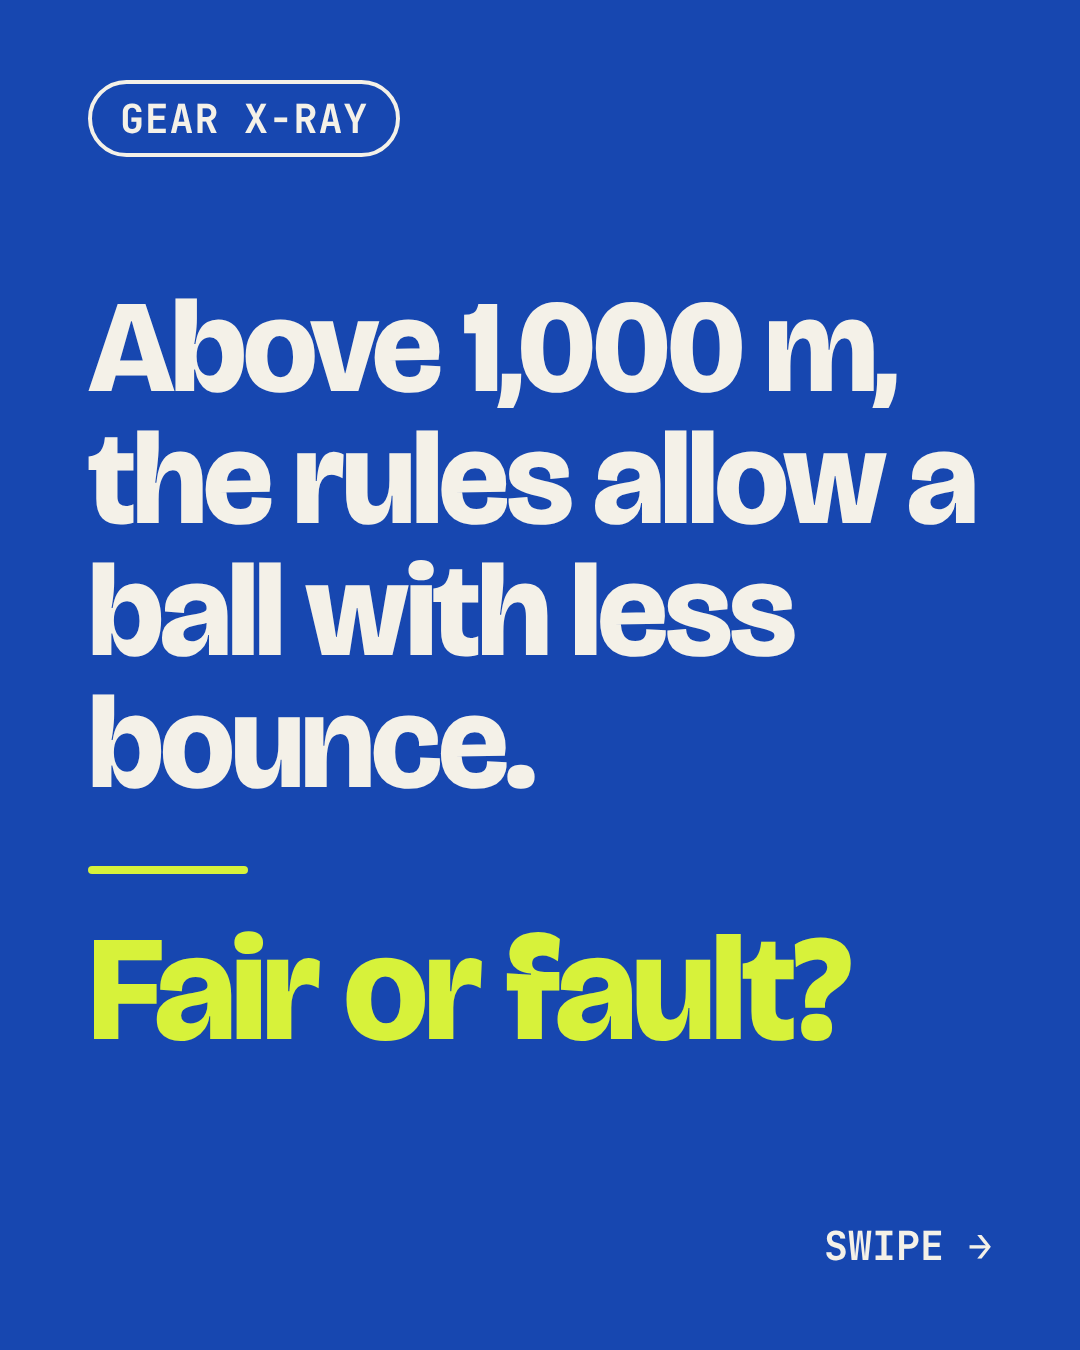 GEAR X-RAY
Above 1,000 m,
the rules allow a
ball with less
bounce.
Fair or fault?
SWIPE →